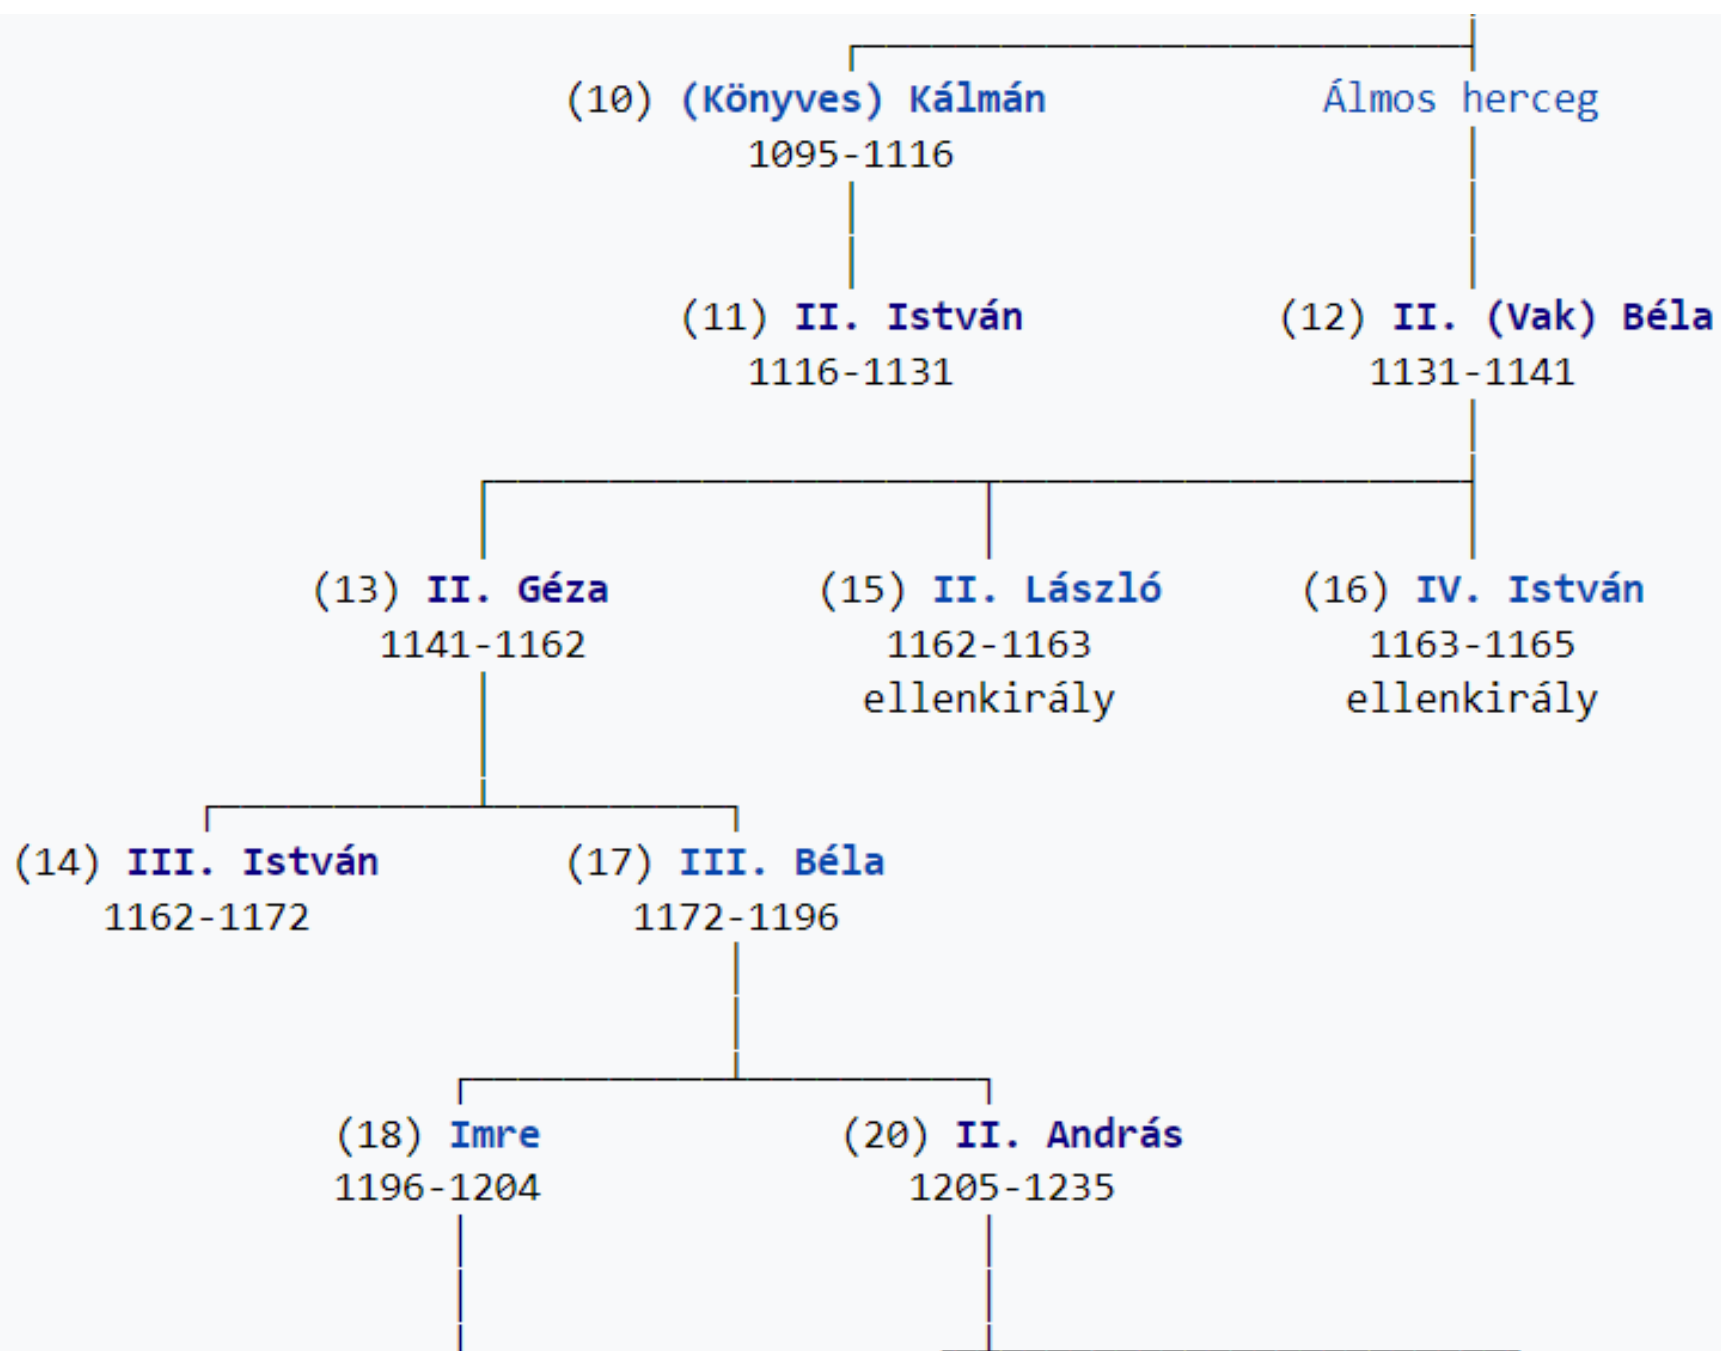 (10) (Könyves) Kálmán Álmos herceg
1095-1116
(11) II. István (12) II. (Vak) Béla
1116-1131 1131-1141
(13) II. Géza (15) II. László (16) IV. István
1141-1162 1162-1163 1163-1165
ellenkirály ellenkirály
(14) III. István (17) III. Béla
1162-1172 1172-1196
(18) Imre (20) II. András
1196-1204 1205-1235